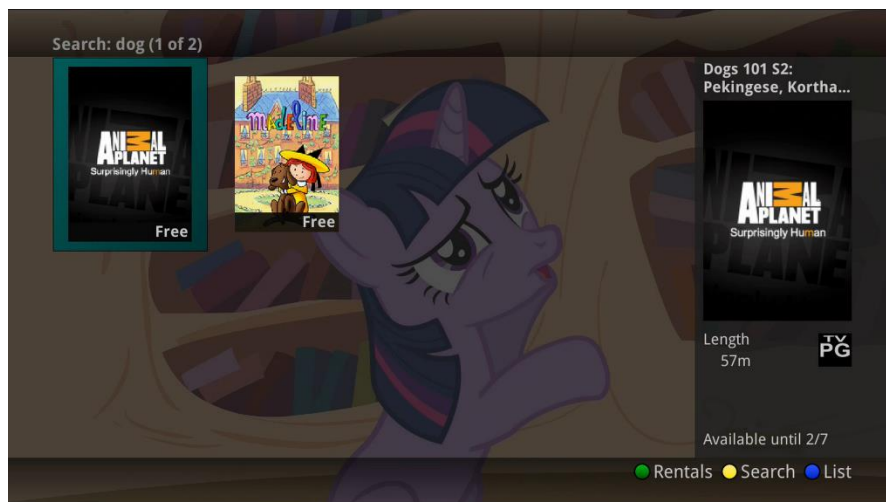 Search: dog (1 of 2)
ANIMAL
PLANET
Surprisingly Human
Free
madeline
Free
Dogs 101 S2:
Pekingese, Kortha...
ANIMAL
PLANET
Surprisingly Human
Length
57m
TV
PG
Available until 2/7
Rentals Search List